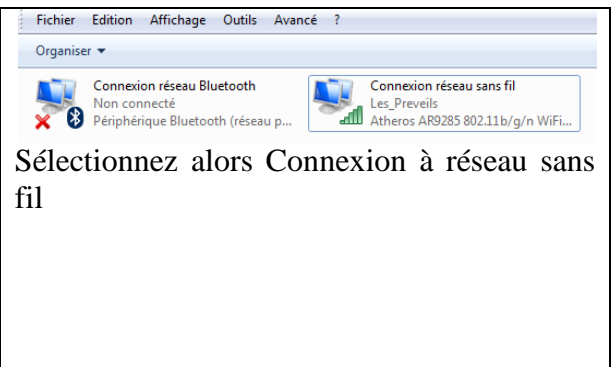 Fichier Edition Affichage Outils Avancé ?
Organiser
Connexion réseau Bluetooth
Non connecté
Périphérique Bluetooth (réseau p...
Connexion réseau sans fil
Les_Preveils
Atheros AR9285 802.11b/g/n WiFi...
Sélectionnez alors Connexion à réseau sans
fil